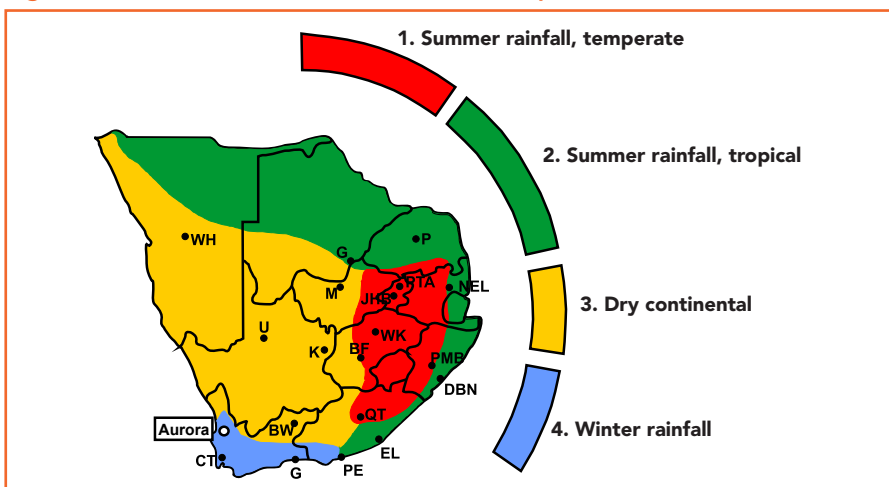 1. Summer rainfall, temperate
2. Summer rainfall, tropical
3. Dry continental
4. Winter rainfall
WH
G
P
M
PTA
JHB
NEL
U
K
BF
WK
PMB
DBN
QT
BW
Aurora
CT
G
PE
EL